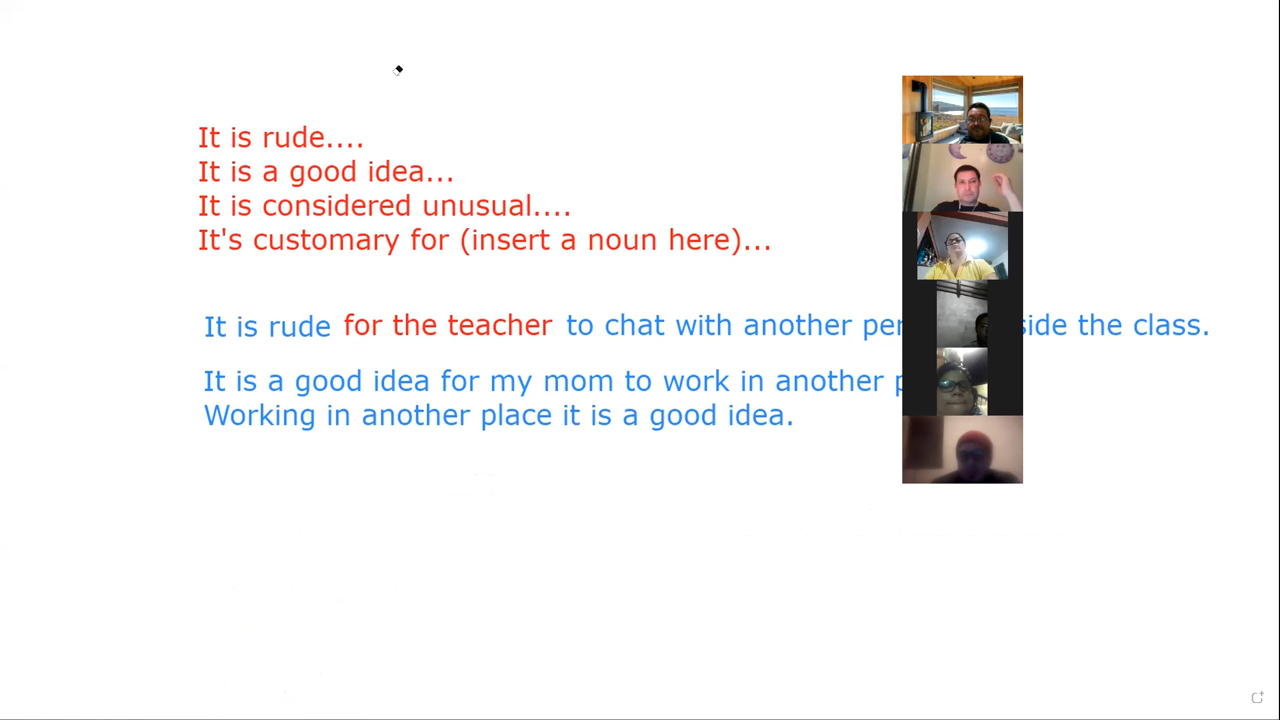 It is rude....
It is a good idea...
It is considered unusual....
It's customary for (insert a noun here)...
It is rude for the teacher to chat with another the class.
It is a good idea for my mom to work in another
Working in another place it is a good idea.